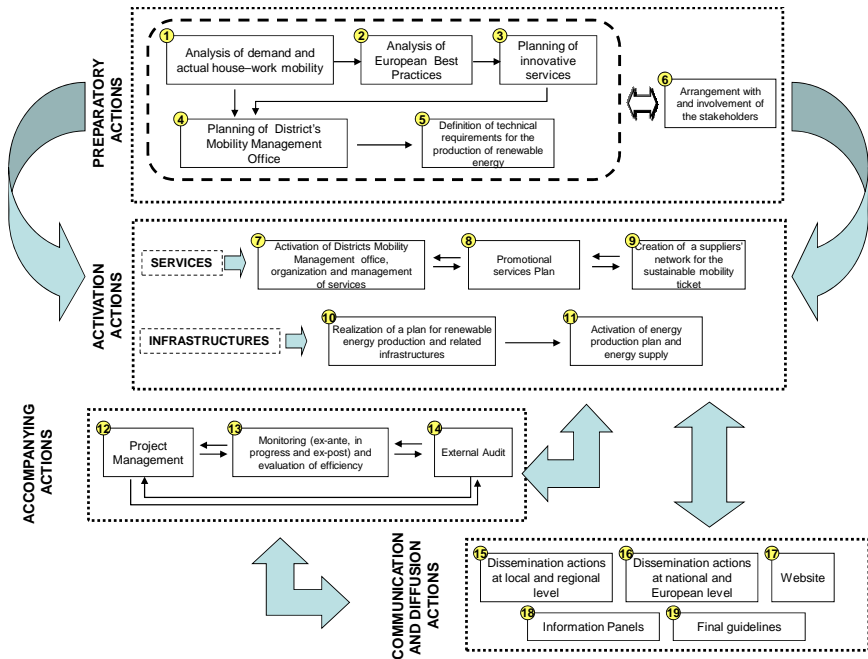 PREPARATORY
ACTIONS
1
Analysis of demand and
actual house–work mobility
2
Analysis of
European Best
Practices
3
Planning of
innovative
services
4
Planning of District's
Mobility Management
Office
5
Definition of technical
requirements for the
production of renewable
energy
6
Arrangement with
and involvement of
the stakeholders
ACTIVATION
ACTIONS
SERVICES
7
Activation of Districts Mobility
Management office,
organization and management
of services
8
Promotional
services Plan
9
Creation of a suppliers'
network for the
sustainable mobility
ticket
INFRASTRUCTURES
10
Realization of a plan for renewable
energy production and related
infrastructures
11
Activation of energy
production plan and
energy supply
ACCOMPANYING
ACTIONS
12
Project
Management
13
Monitoring (ex-ante, in
progress and ex-post) and
evaluation of efficiency
14
External Audit
COMMUNICATION
AND DIFFUSION
ACTIONS
15
Dissemination actions
at local and regional
level
16
Dissemination actions
at national and
European level
17
Website
18
Information Panels
19
Final guidelines